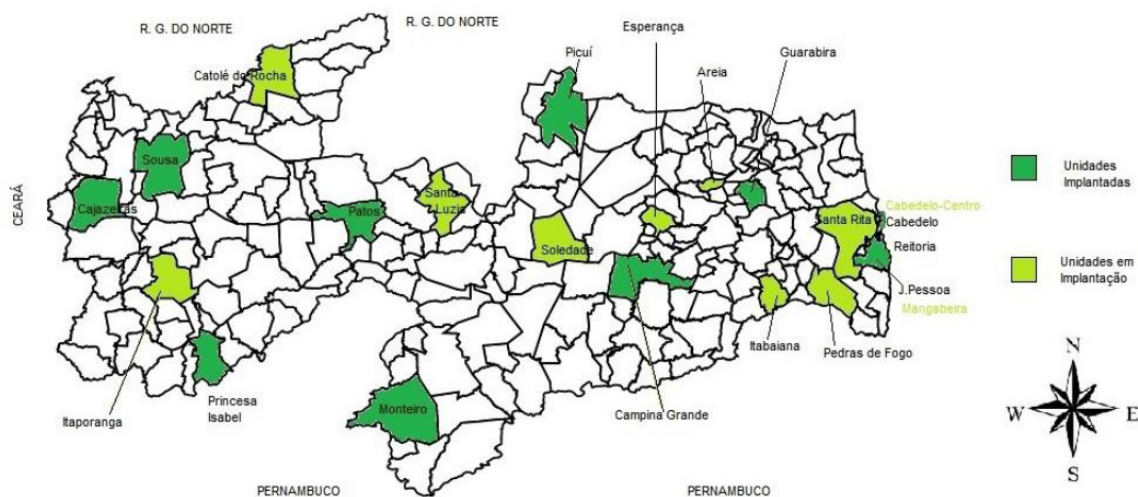 R. G. DO NORTE
R. G. DO NORTE
Esperança
Picuí
Guarabira
Areia
Catolé do Rocha
Sousa
Unidades
Implantadas
CEARÁ
Cajazeiras
Patos
Santa
Luzia
Santa Rita
Cabedelo-Centro
Cabedelo
Soledade
Reitoria
Unidades em
Implantação
J.Pessoa
Mangabeira
Itabaiana
Pedras de Fogo
Princesa
Isabel
Itaporanga
Monteiro
Campina Grande
N
W
E
S
PERNAMBUCO
PERNAMBUCO